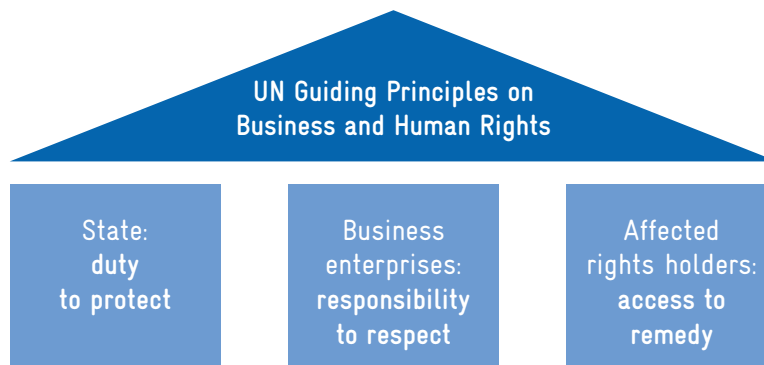 UN Guiding Principles on
Business and Human Rights
State:
duty
to protect
Business
enterprises:
responsibility
to respect
Affected
rights holders:
access to
remedy